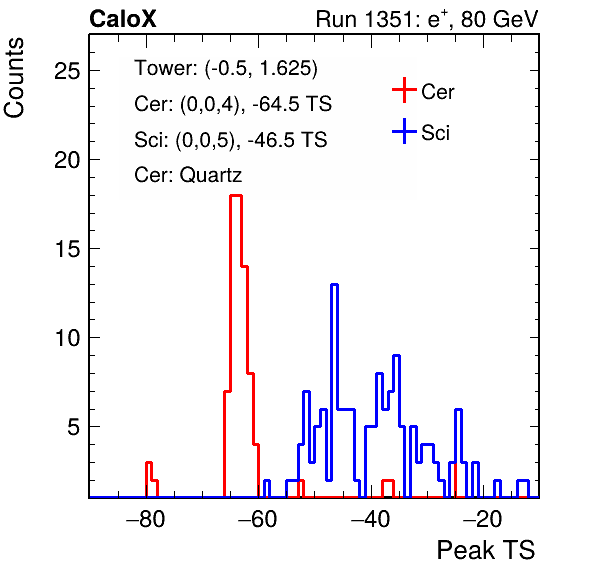 CaloX Run 1351: e⁺, 80 GeV
Counts
Tower: (-0.5, 1.625)
Cer: (0,0,4), -64.5 TS
Sci: (0,0,5), -46.5 TS
Cer: Quartz
Cer
Sci
25
20
15
10
5
−80 −60 −40 −20
Peak TS